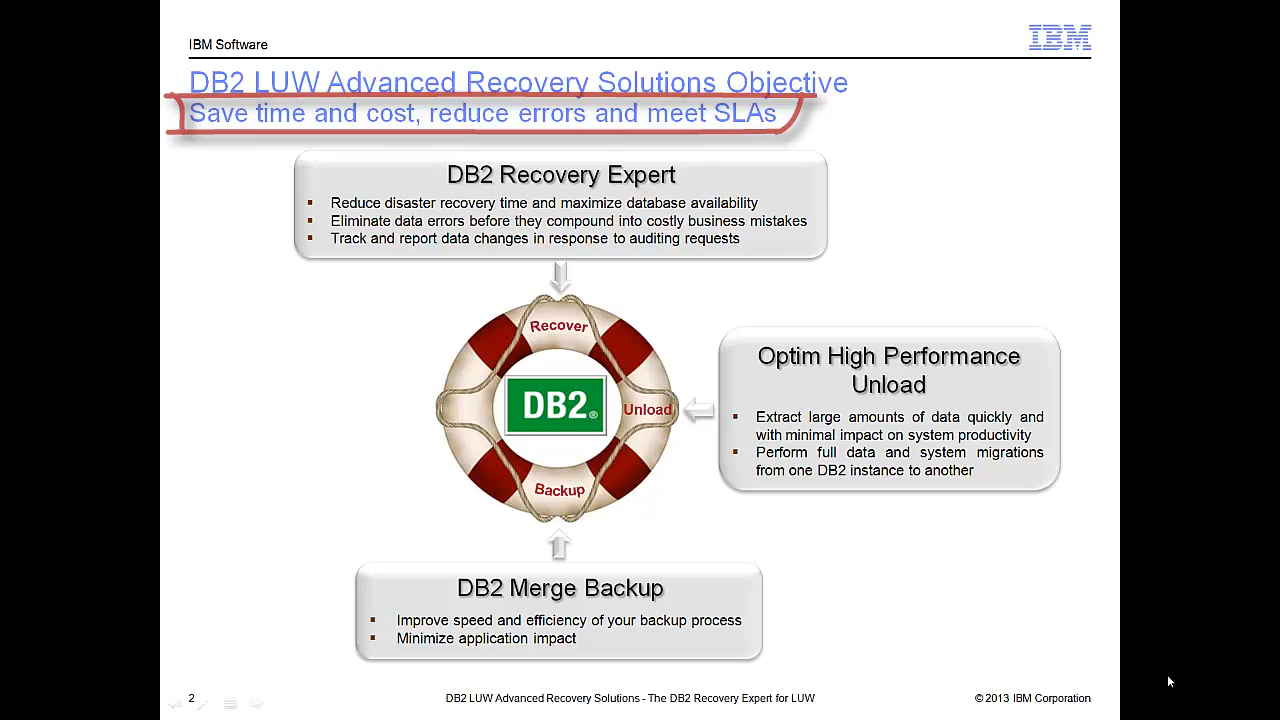 IBM Software
IBM
DB2 LUW Advanced Recovery Solutions Objective
Save time and cost, reduce errors and meet SLAs
DB2 Recovery Expert
▪ Reduce disaster recovery time and maximize database availability
▪ Eliminate data errors before they compound into costly business mistakes
▪ Track and report data changes in response to auditing requests
Recover
DB2®
Unload
Backup
Optim High Performance
Unload
▪ Extract large amounts of data quickly and
with minimal impact on system productivity
▪ Perform full data and system migrations
from one DB2 instance to another
DB2 Merge Backup
▪ Improve speed and efficiency of your backup process
▪ Minimize application impact
2
DB2 LUW Advanced Recovery Solutions - The DB2 Recovery Expert for LUW
© 2013 IBM Corporation